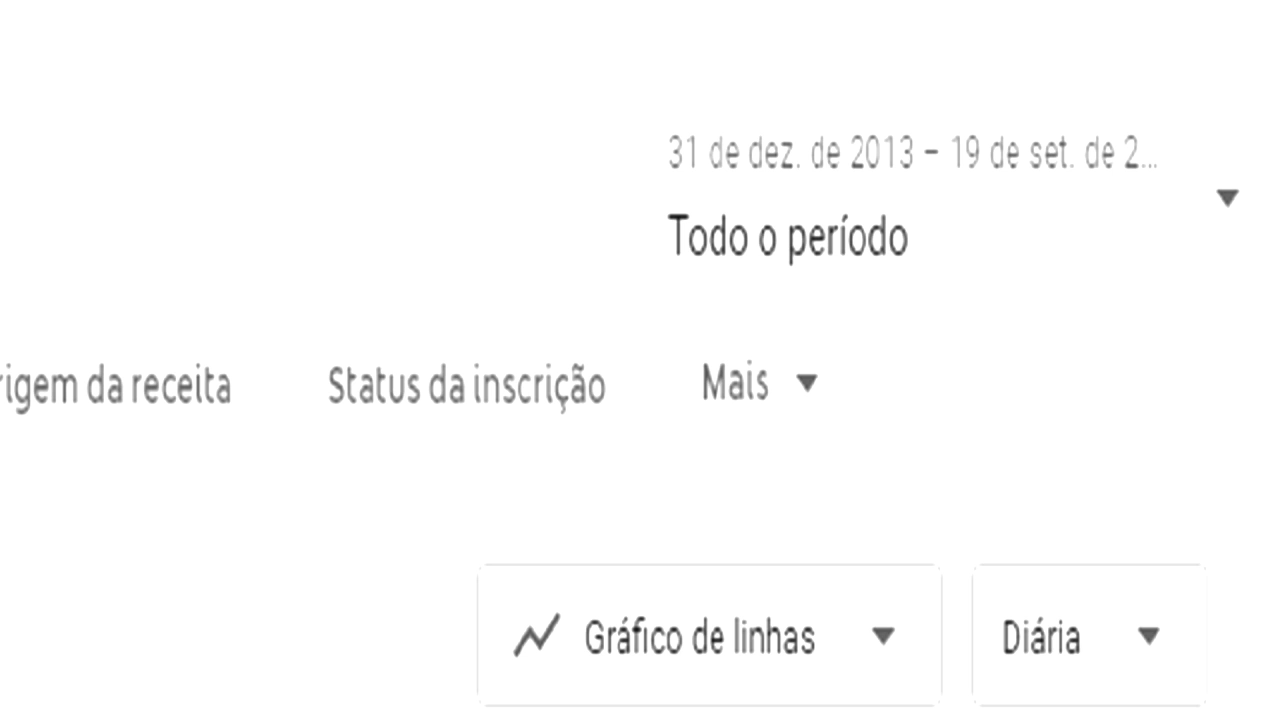 31 de dez. de 2013 – 19 de set. de 2...
Todo o período
rigem da receita Status da inscrição Mais
Gráfico de linhas Diária